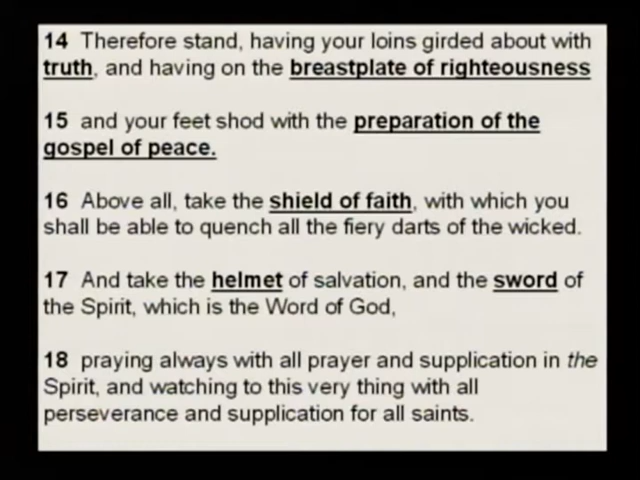 14 Therefore stand, having your loins girded about with
truth, and having on the breastplate of righteousness
15 and your feet shod with the preparation of the
gospel of peace.
16 Above all, take the shield of faith, with which you
shall be able to quench all the fiery darts of the wicked.
17 And take the helmet of salvation, and the sword of
the Spirit, which is the Word of God,
18 praying always with all prayer and supplication in the
Spirit, and watching to this very thing with all
perseverance and supplication for all saints.